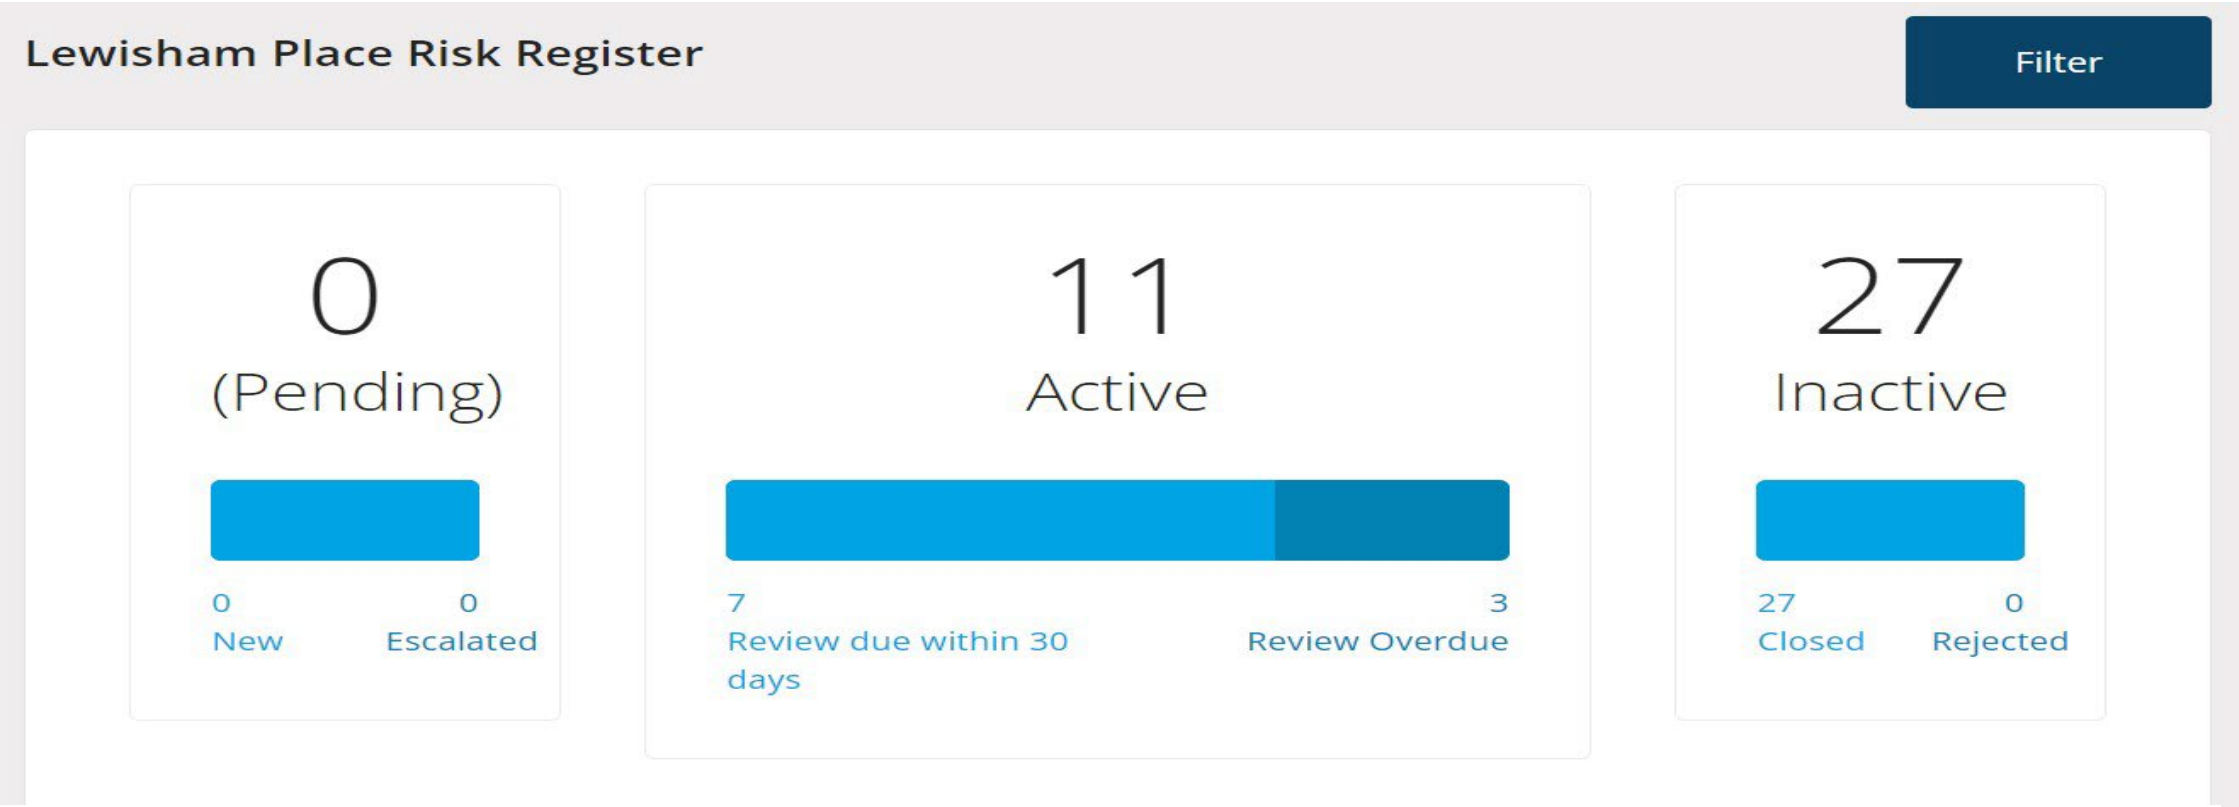 Lewisham Place Risk Register
Filter
0
(Pending)
0 0
New Escalated
11
Active
7 3
Review due within 30 Review Overdue
days
27
Inactive
27 0
Closed Rejected